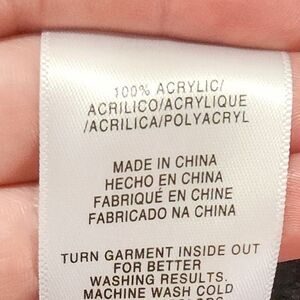 100% ACRYLIC/
ACRILICO/ACRYLIQUE
/ACRILICA/POLYACRYL
MADE IN CHINA
HECHO EN CHINA
FABRIQUÉ EN CHINE
FABRICADO NA CHINA
TURN GARMENT INSIDE OUT
FOR BETTER
WASHING RESULTS.
MACHINE WASH COLD